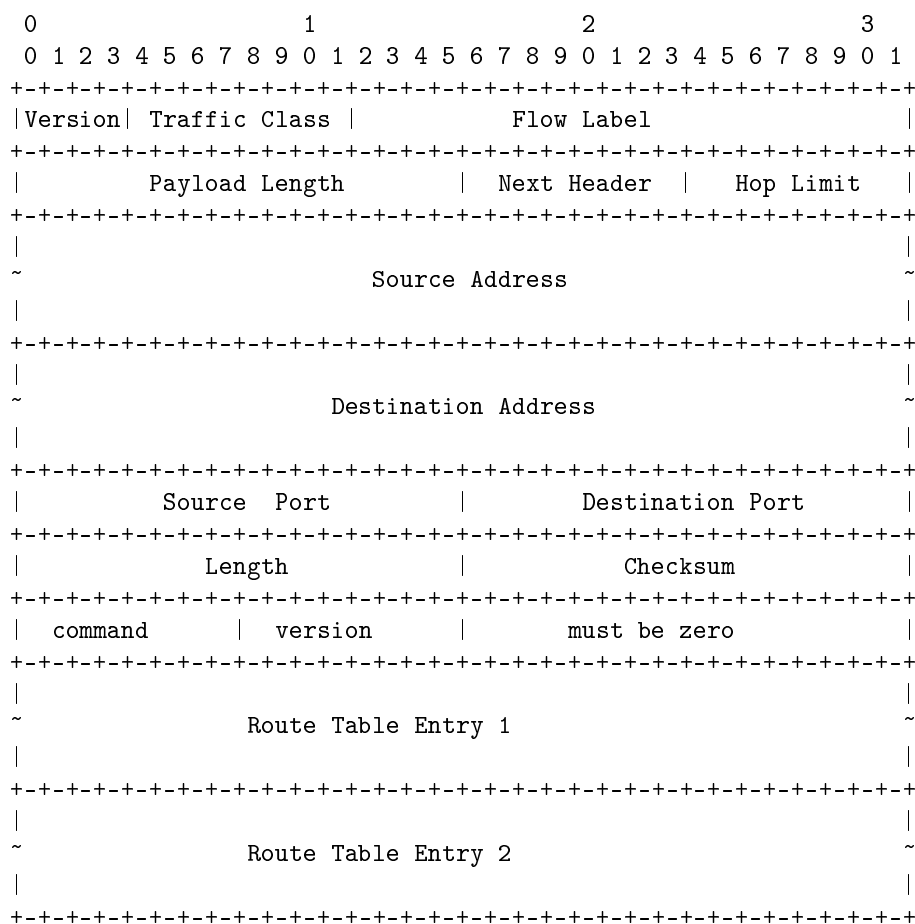 0                   1                   2                   3
 0 1 2 3 4 5 6 7 8 9 0 1 2 3 4 5 6 7 8 9 0 1 2 3 4 5 6 7 8 9 0 1
+-+-+-+-+-+-+-+-+-+-+-+-+-+-+-+-+-+-+-+-+-+-+-+-+-+-+-+-+-+-+-+-+
|Version| Traffic Class |           Flow Label                  |
+-+-+-+-+-+-+-+-+-+-+-+-+-+-+-+-+-+-+-+-+-+-+-+-+-+-+-+-+-+-+-+-+
|         Payload Length        |  Next Header  |   Hop Limit   |
+-+-+-+-+-+-+-+-+-+-+-+-+-+-+-+-+-+-+-+-+-+-+-+-+-+-+-+-+-+-+-+-+
|                                                               |
~                         Source Address                        ~
|                                                               |
+-+-+-+-+-+-+-+-+-+-+-+-+-+-+-+-+-+-+-+-+-+-+-+-+-+-+-+-+-+-+-+-+
|                                                               |
~                      Destination Address                      ~
|                                                               |
+-+-+-+-+-+-+-+-+-+-+-+-+-+-+-+-+-+-+-+-+-+-+-+-+-+-+-+-+-+-+-+-+
|          Source  Port         |        Destination Port       |
+-+-+-+-+-+-+-+-+-+-+-+-+-+-+-+-+-+-+-+-+-+-+-+-+-+-+-+-+-+-+-+-+
|             Length            |           Checksum            |
+-+-+-+-+-+-+-+-+-+-+-+-+-+-+-+-+-+-+-+-+-+-+-+-+-+-+-+-+-+-+-+-+
|  command      |  version      |       must be zero            |
+-+-+-+-+-+-+-+-+-+-+-+-+-+-+-+-+-+-+-+-+-+-+-+-+-+-+-+-+-+-+-+-+
|                                                               |
~                Route Table Entry 1                            ~
|                                                               |
+-+-+-+-+-+-+-+-+-+-+-+-+-+-+-+-+-+-+-+-+-+-+-+-+-+-+-+-+-+-+-+-+
|                                                               |
~                Route Table Entry 2                            ~
|                                                               |
+-+-+-+-+-+-+-+-+-+-+-+-+-+-+-+-+-+-+-+-+-+-+-+-+-+-+-+-+-+-+-+-+